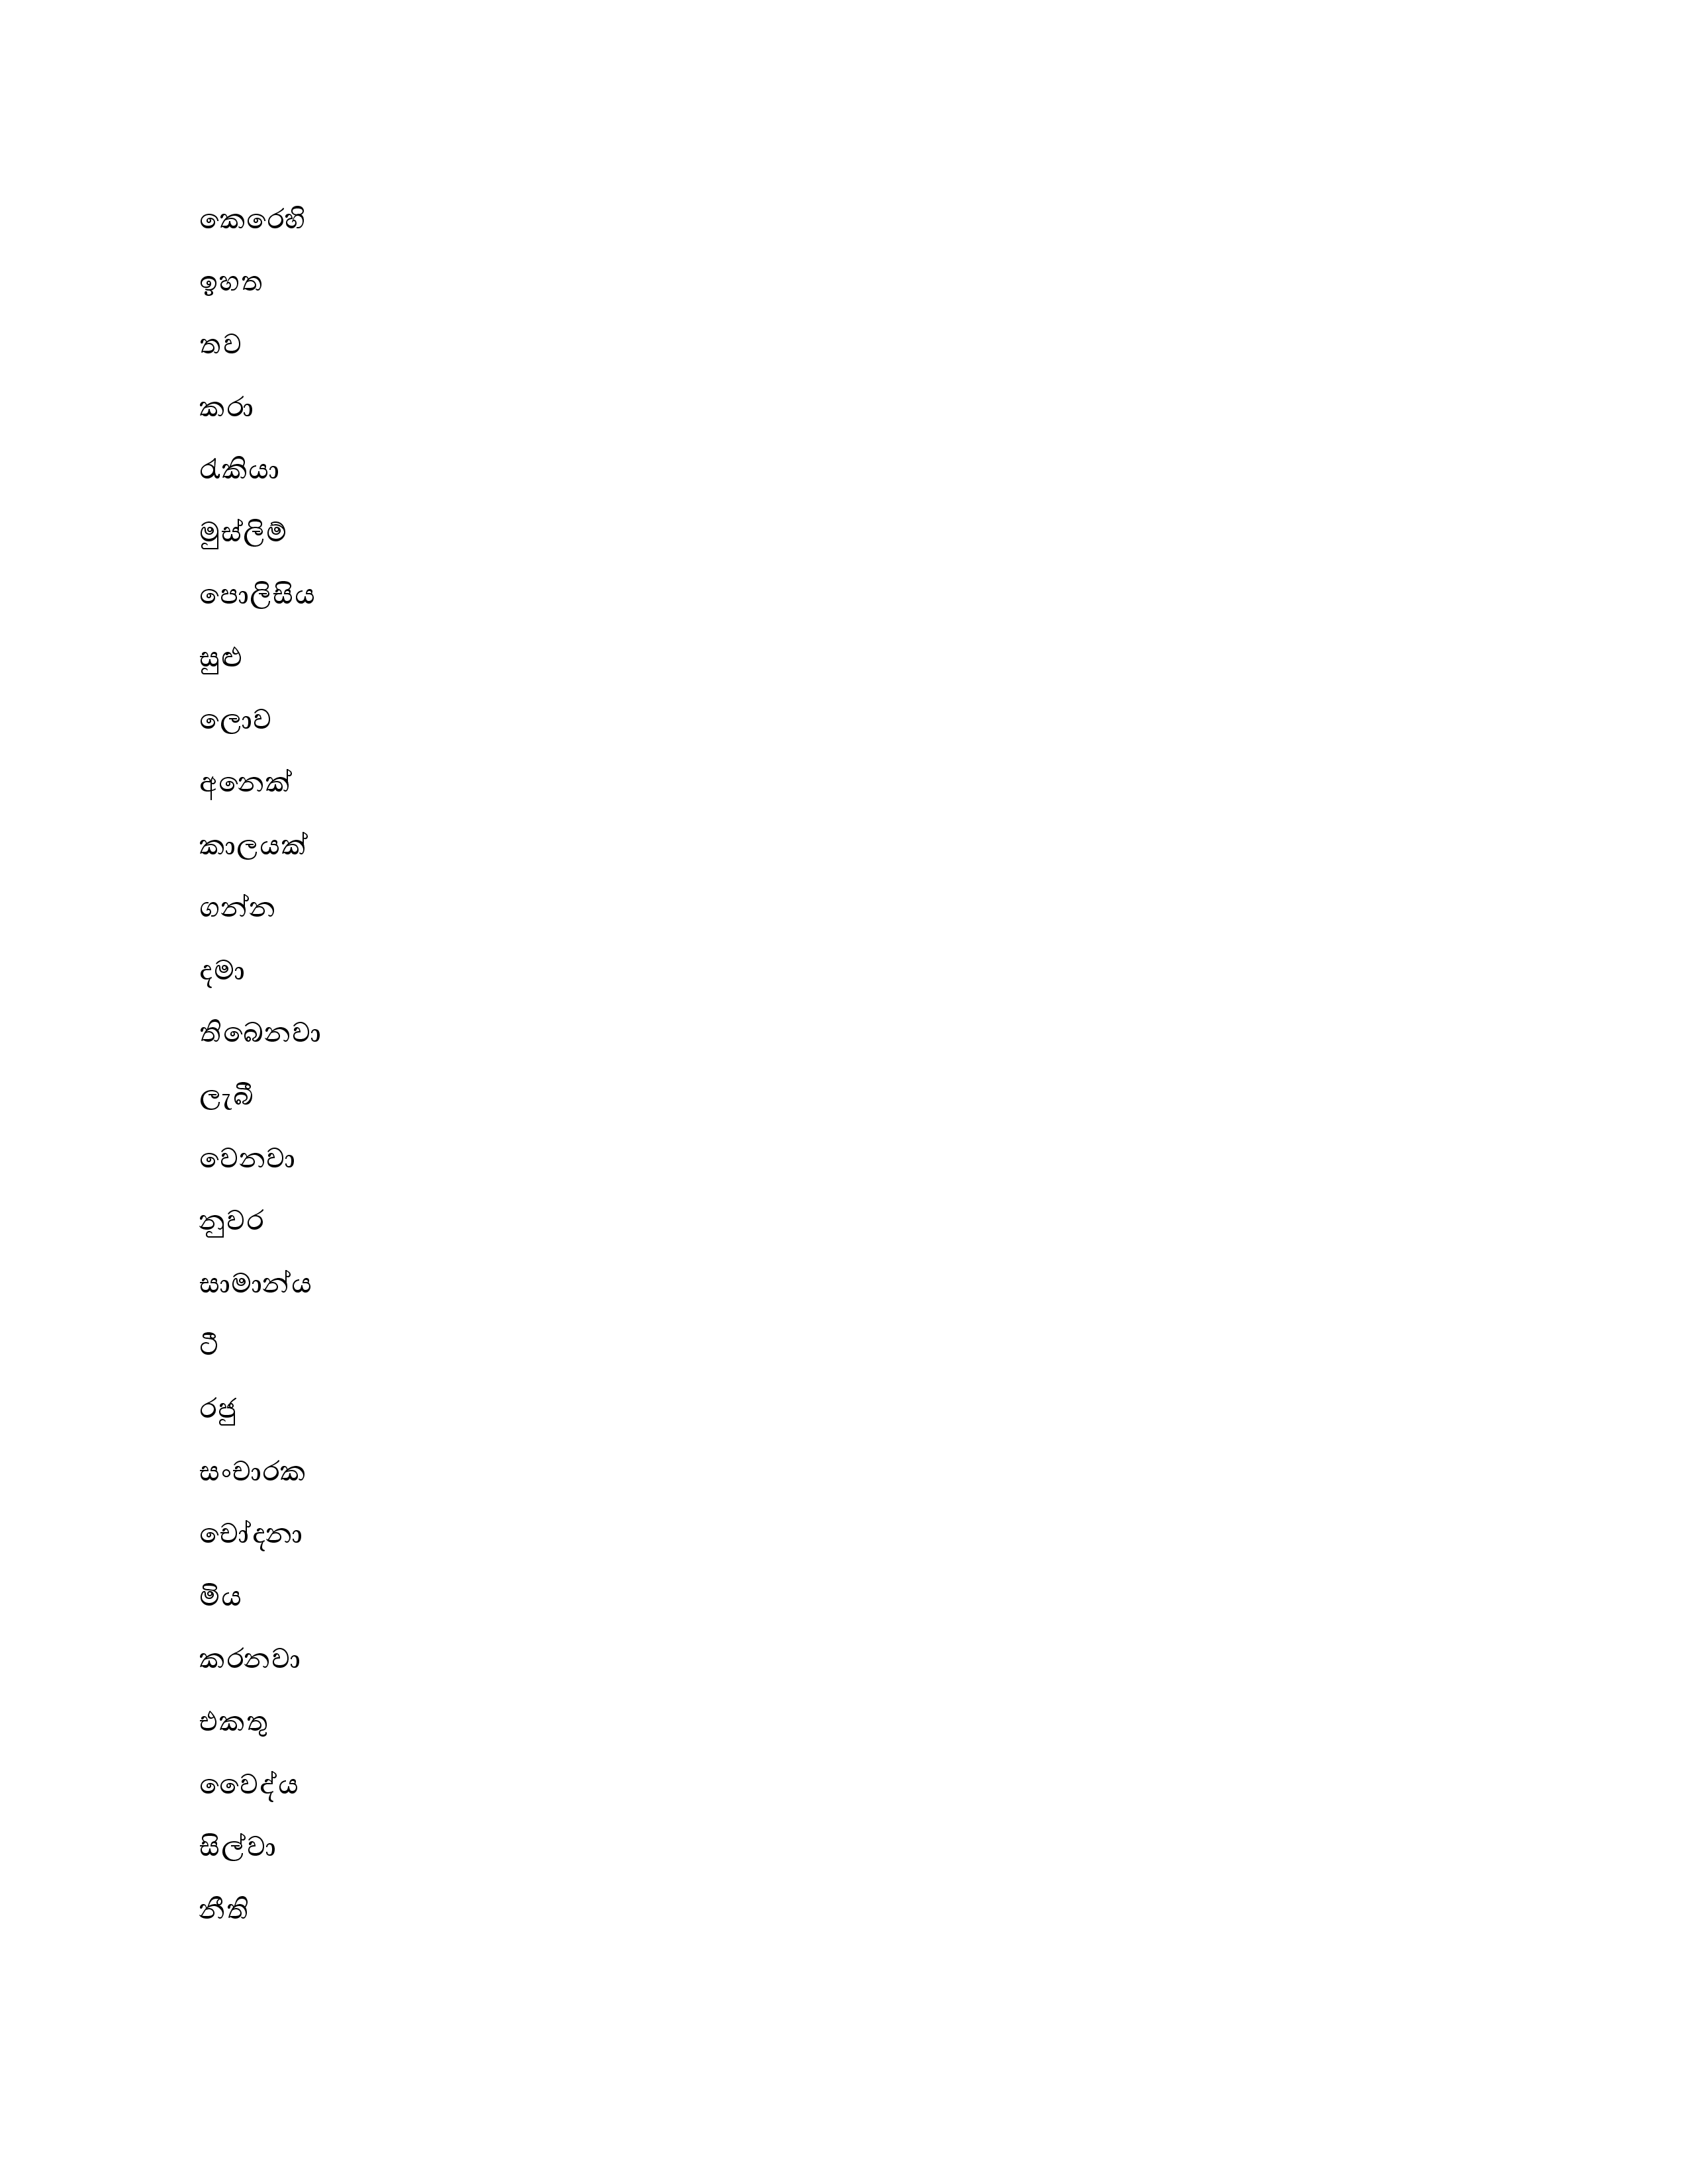 කෙරෙහි
ඉහත
තව
කරා
රැකියා
මුස්ලිම්
පොලිසිය
සුළු
ලොව
අනෙක්
කාලයක්
ගන්න
දමා
තිබෙනවා
ලැබී
වෙනවා
නුවර
සාමාන්ය
ටී
රජු
සංචාරක
චෝදනා
මිය
කරනවා
එකතු
වෛද්ය
සිල්වා
නීති